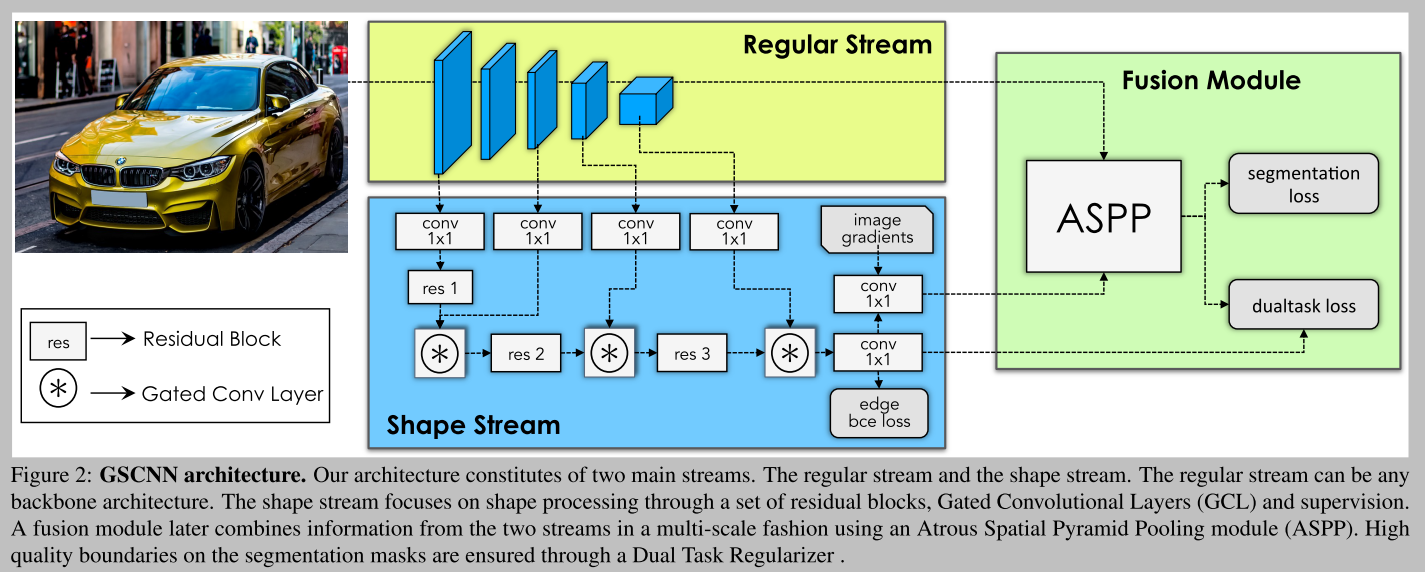 Regular Stream
Fusion Module
segmentation
loss
ASPP
dualtask loss
conv
1x1
conv
1x1
conv
1x1
conv
1x1
image
gradients
res 1
conv
1x1
res 2
res 3
conv
1x1
edge
bce loss
Shape Stream
res
Residual Block
Gated Conv Layer
Figure 2: GSCNN architecture. Our architecture constitutes of two main streams. The regular stream and the shape stream. The regular stream can be any
backbone architecture. The shape stream focuses on shape processing through a set of residual blocks, Gated Convolutional Layers (GCL) and supervision.
A fusion module later combines information from the two streams in a multi-scale fashion using an Atrous Spatial Pyramid Pooling module (ASPP). High
quality boundaries on the segmentation masks are ensured through a Dual Task Regularizer .